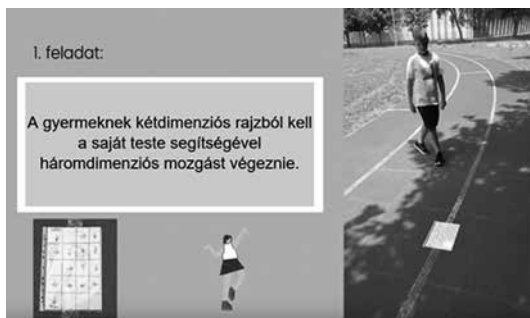 1. feladat:
A gyermeknek kétdimenziós rajzból kell
a saját teste segítségével
háromdimenziós mozgást végeznie.